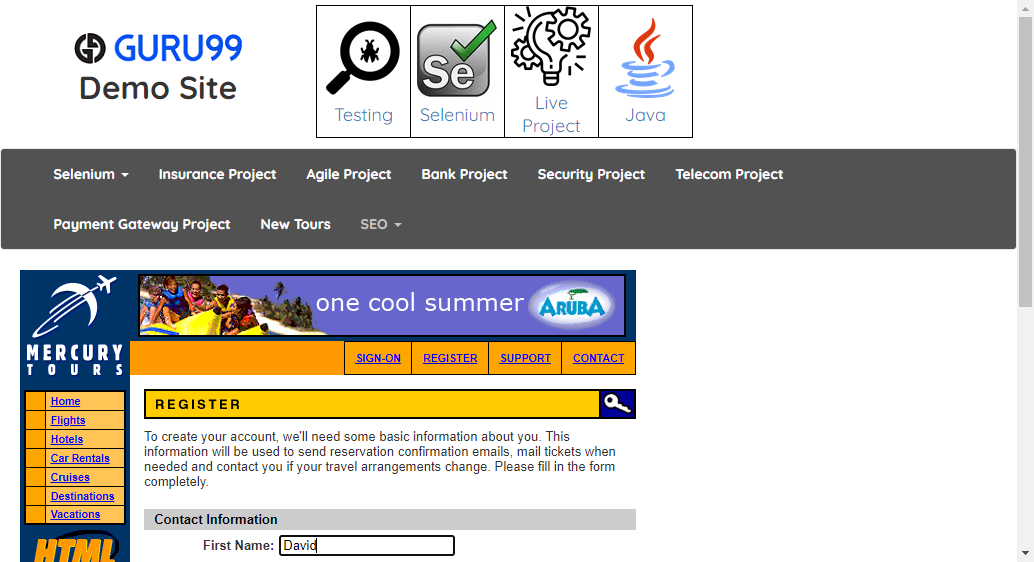 GURU99
Demo Site
Testing
Se
Selenium
Live
Project
Java
Selenium
Insurance Project
Agile Project
Bank Project
Security Project
Telecom Project
Payment Gateway Project
New Tours
SEO
one cool summer
ARUBA
MERCURY
TOURS
SIGN-ON
REGISTER
SUPPORT
CONTACT
Home
Flights
Hotels
Car Rentals
Cruises
Destinations
Vacations
HTML
REGISTER
To create your account, we'll need some basic information about you. This
information will be used to send reservation confirmation emails, mail tickets when
needed and contact you if your travel arrangements change. Please fill in the form
completely.
Contact Information
First Name: David